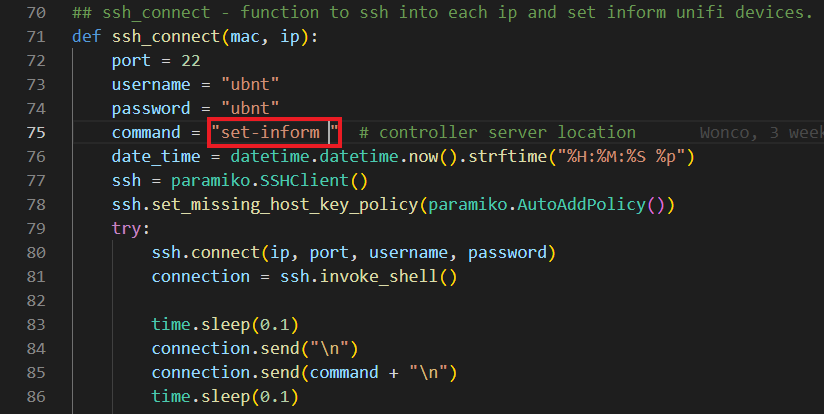 70 ## ssh_connect - function to ssh into each ip and set inform unifi devices.
71 def ssh_connect(mac, ip):
72     port = 22
73     username = "ubnt"
74     password = "ubnt"
75     command = "set-inform "  # controller server location      Wonco, 3 week
76     date_time = datetime.datetime.now().strftime("%H:%M:%S %p")
77     ssh = paramiko.SSHClient()
78     ssh.set_missing_host_key_policy(paramiko.AutoAddPolicy())
79     try:
80         ssh.connect(ip, port, username, password)
81         connection = ssh.invoke_shell()
82
83         time.sleep(0.1)
84         connection.send("\n")
85         connection.send(command + "\n")
86         time.sleep(0.1)